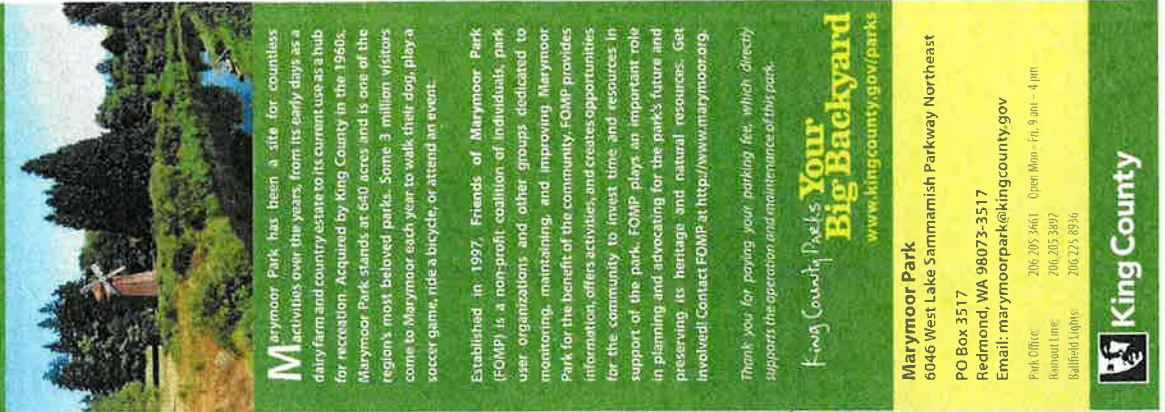 Marymoor Park has been a site for countless
activities over the years, from its early days as a
dairy farm and country estate to its current use as a hub
for recreation. Acquired by King County in the 1960s,
Marymoor Park stands at 640 acres and is one of the
region's most beloved parks. Some 3 million visitors
come to Marymoor each year to walk their dog, play a
soccer game, ride a bicycle, or attend an event.
Established in 1997, Friends of Marymoor Park
(FOMP) is a non-profit coalition of individuals, park
user organizations and other groups dedicated to
monitoring, maintaining, and improving Marymoor
Park for the benefit of the community. FOMP provides
information, offers activities, and creates opportunities
for the community to invest time and resources in
support of the park. FOMP plays an important role
in planning and advocating for the park's future and
preserving its heritage and natural resources. Get
involved! Contact FOMP at http://www.marymoor.org.
Thank you for paying your parking fee, which directly
supports the operation and maintenance of this park.
King County Parks Your
Big Backyard
www.kingcounty.gov/parks
Marymoor Park
6046 West Lake Sammamish Parkway Northeast
PO Box 3517
Redmond, WA 98073-3517
Email: marymoorpark@kingcounty.gov
Park Office: 206.205.3661 Open Mon - Fri, 9 am – 4 pm
Rainout Line: 206.205.3897
Ballfield Lights: 206.225.8936
King County